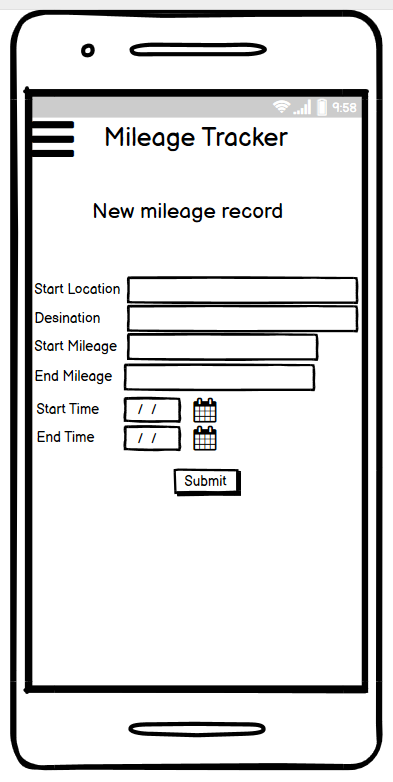 9:58
Mileage Tracker
New mileage record
Start Location
Desination
Start Mileage
End Mileage
Start Time / /
End Time / /
Submit